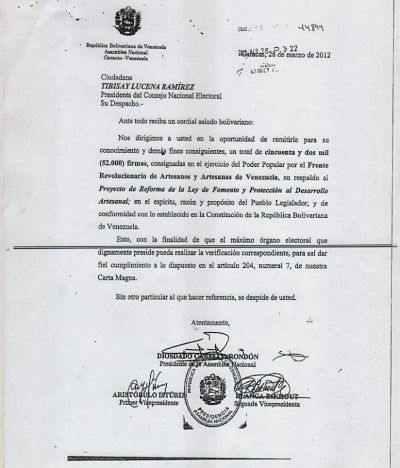 República Bolivariana de Venezuela
Asamblea Nacional
Caracas -Venezuela
Caracas, 28 de marzo de 2012
Ciudadana
TIBISAY LUCENA RAMÍREZ
Presidenta del Consejo Nacional Electoral
Su Despacho.-
Ante todo reciba un cordial saludo bolivariano:
Nos dirigimos a usted en la oportunidad de remitirle para su
conocimiento y demás fines consiguientes, un total de cincuenta y dos mil
(52.000) firmas, consignadas en el ejercicio del Poder Popular por el Frente
Revolucionario de Artesanos y Artesanas de Venezuela, en respaldo al
Proyecto de Reforma de la Ley de Fomento y Protección al Desarrollo
Artesanal; en el espíritu, razón y propósito del Pueblo Legislador, y de
conformidad con lo establecido en la Constitución de la República Bolivariana
de Venezuela.
Esto, con la finalidad de que el máximo órgano electoral que
dignamente preside pueda realizar la verificación correspondiente, para así dar
fiel cumplimiento a lo dispuesto en el artículo 204, numeral 7, de nuestra
Carta Magna.
Sin otro particular al que hacer referencia, se despide de usted.
Atentamente,
DIOSDADO CABELLO RONDÓN
Presidente de la Asamblea Nacional
ARISTÓBULO ISTÚRIZ
Primer Vicepresidente
BLANCA EEKHOUT
Segunda Vicepresidenta
PRESIDENCIA
ASAMBLEA NACIONAL